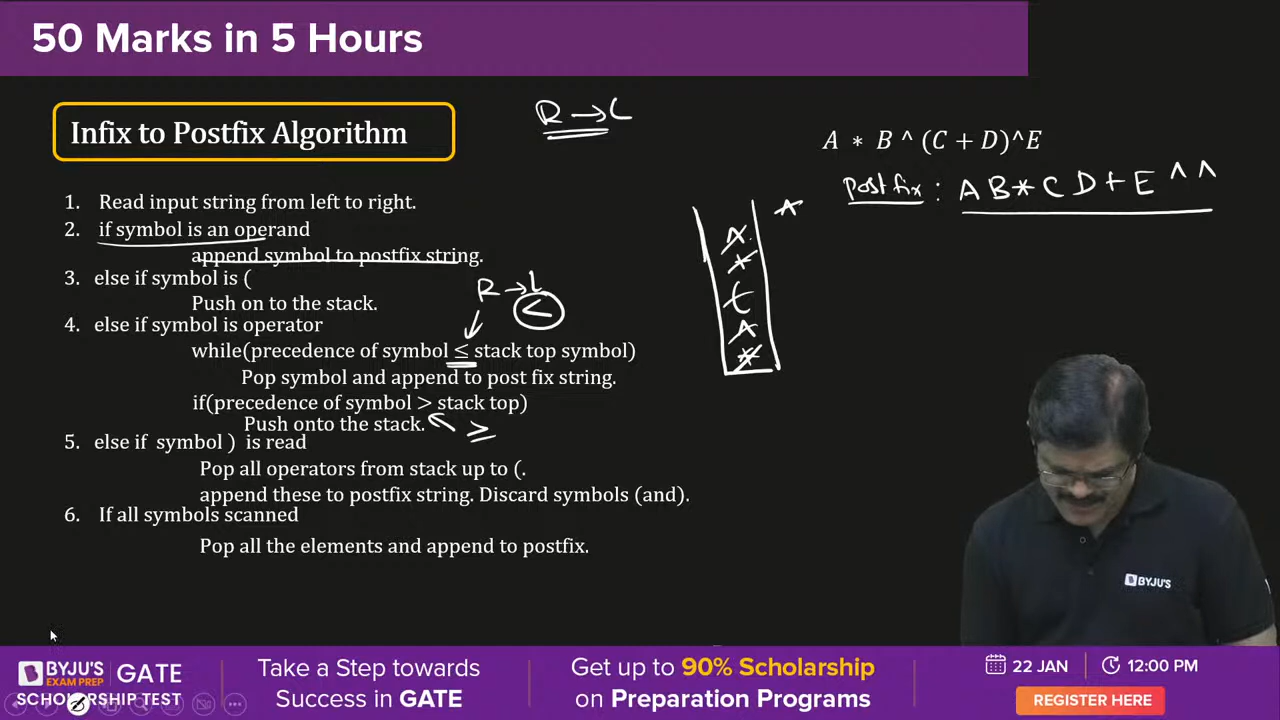 50 Marks in 5 Hours
Infix to Postfix Algorithm
R → L
A * B ^ (C + D)^E
Postfix : A B * C D + E ^ ^
1. Read input string from left to right.
2. if symbol is an operand
append symbol to postfix string.
3. else if symbol is (
Push on to the stack.
R → L
<
4. else if symbol is operator
while(precedence of symbol ≤ stack top symbol)
Pop symbol and append to post fix string.
if(precedence of symbol > stack top)
Push onto the stack.
≥
5. else if symbol ) is read
Pop all operators from stack up to (.
append these to postfix string. Discard symbols (and).
6. If all symbols scanned
Pop all the elements and append to postfix.
^
^
*
(
^
*
BYJU'S
BYJU'S
EXAM PREP
GATE
SCHOLARSHIP TEST
Take a Step towards
Success in GATE
Get up to 90% Scholarship
on Preparation Programs
22 JAN
12:00 PM
REGISTER HERE